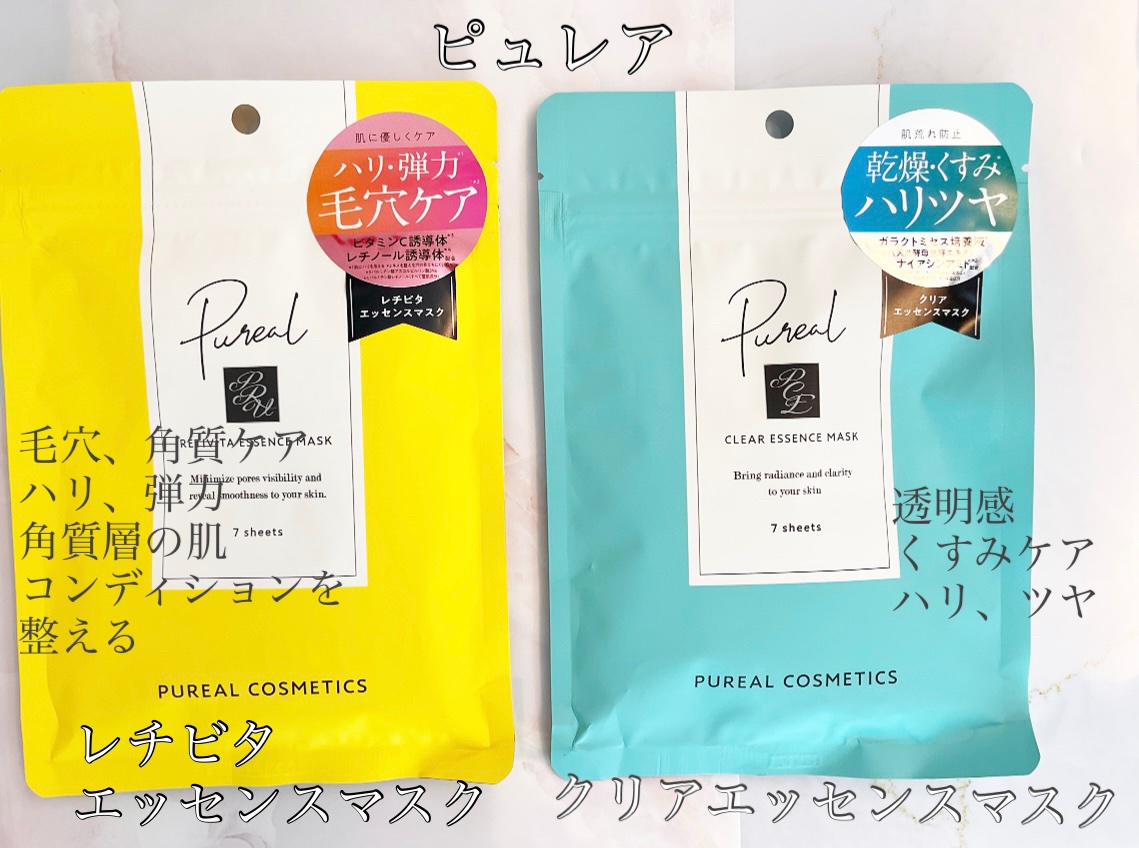 ピュレア
肌に優しくケア
ハリ・弾力
毛穴ケア
ビタミンC誘導体
レチノール誘導体
配合
レチビタ
エッセンスマスク
Pureal
PRU
RETIVITA ESSENCE MASK
Minimize pores visibility and
reveal smoothness to your skin.
7 sheets
PUREAL COSMETICS
毛穴、角質ケア
ハリ、弾力
角質層の肌
コンディションを
整える
レチビタ
エッセンスマスク
肌荒れ防止
乾燥・くすみ
ハリツヤ
ガラクトミセス培養液
クリア
エッセンスマスク
Pureal
PCE
CLEAR ESSENCE MASK
Bring radiance and clarity
to your skin
7 sheets
PUREAL COSMETICS
透明感
くすみケア
ハリ、ツヤ
クリアエッセンスマスク